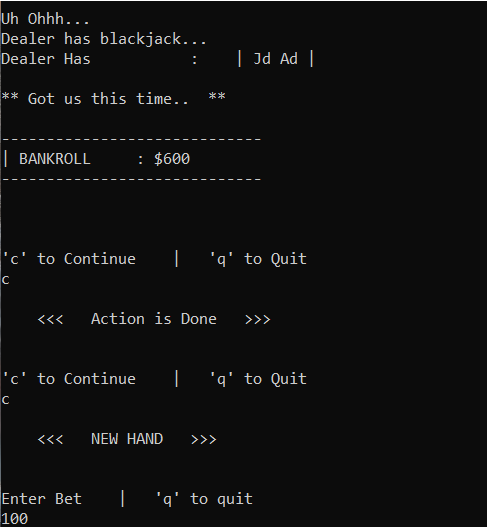 Uh Ohhh...
Dealer has blackjack...
Dealer Has           :    | Jd Ad |
** Got us this time..  **
-----------------------------
| BANKROLL     : $600
-----------------------------
'c' to Continue    |   'q' to Quit
c
<<<   Action is Done   >>>
'c' to Continue    |   'q' to Quit
c
<<<   NEW HAND   >>>
Enter Bet    |   'q' to quit
100